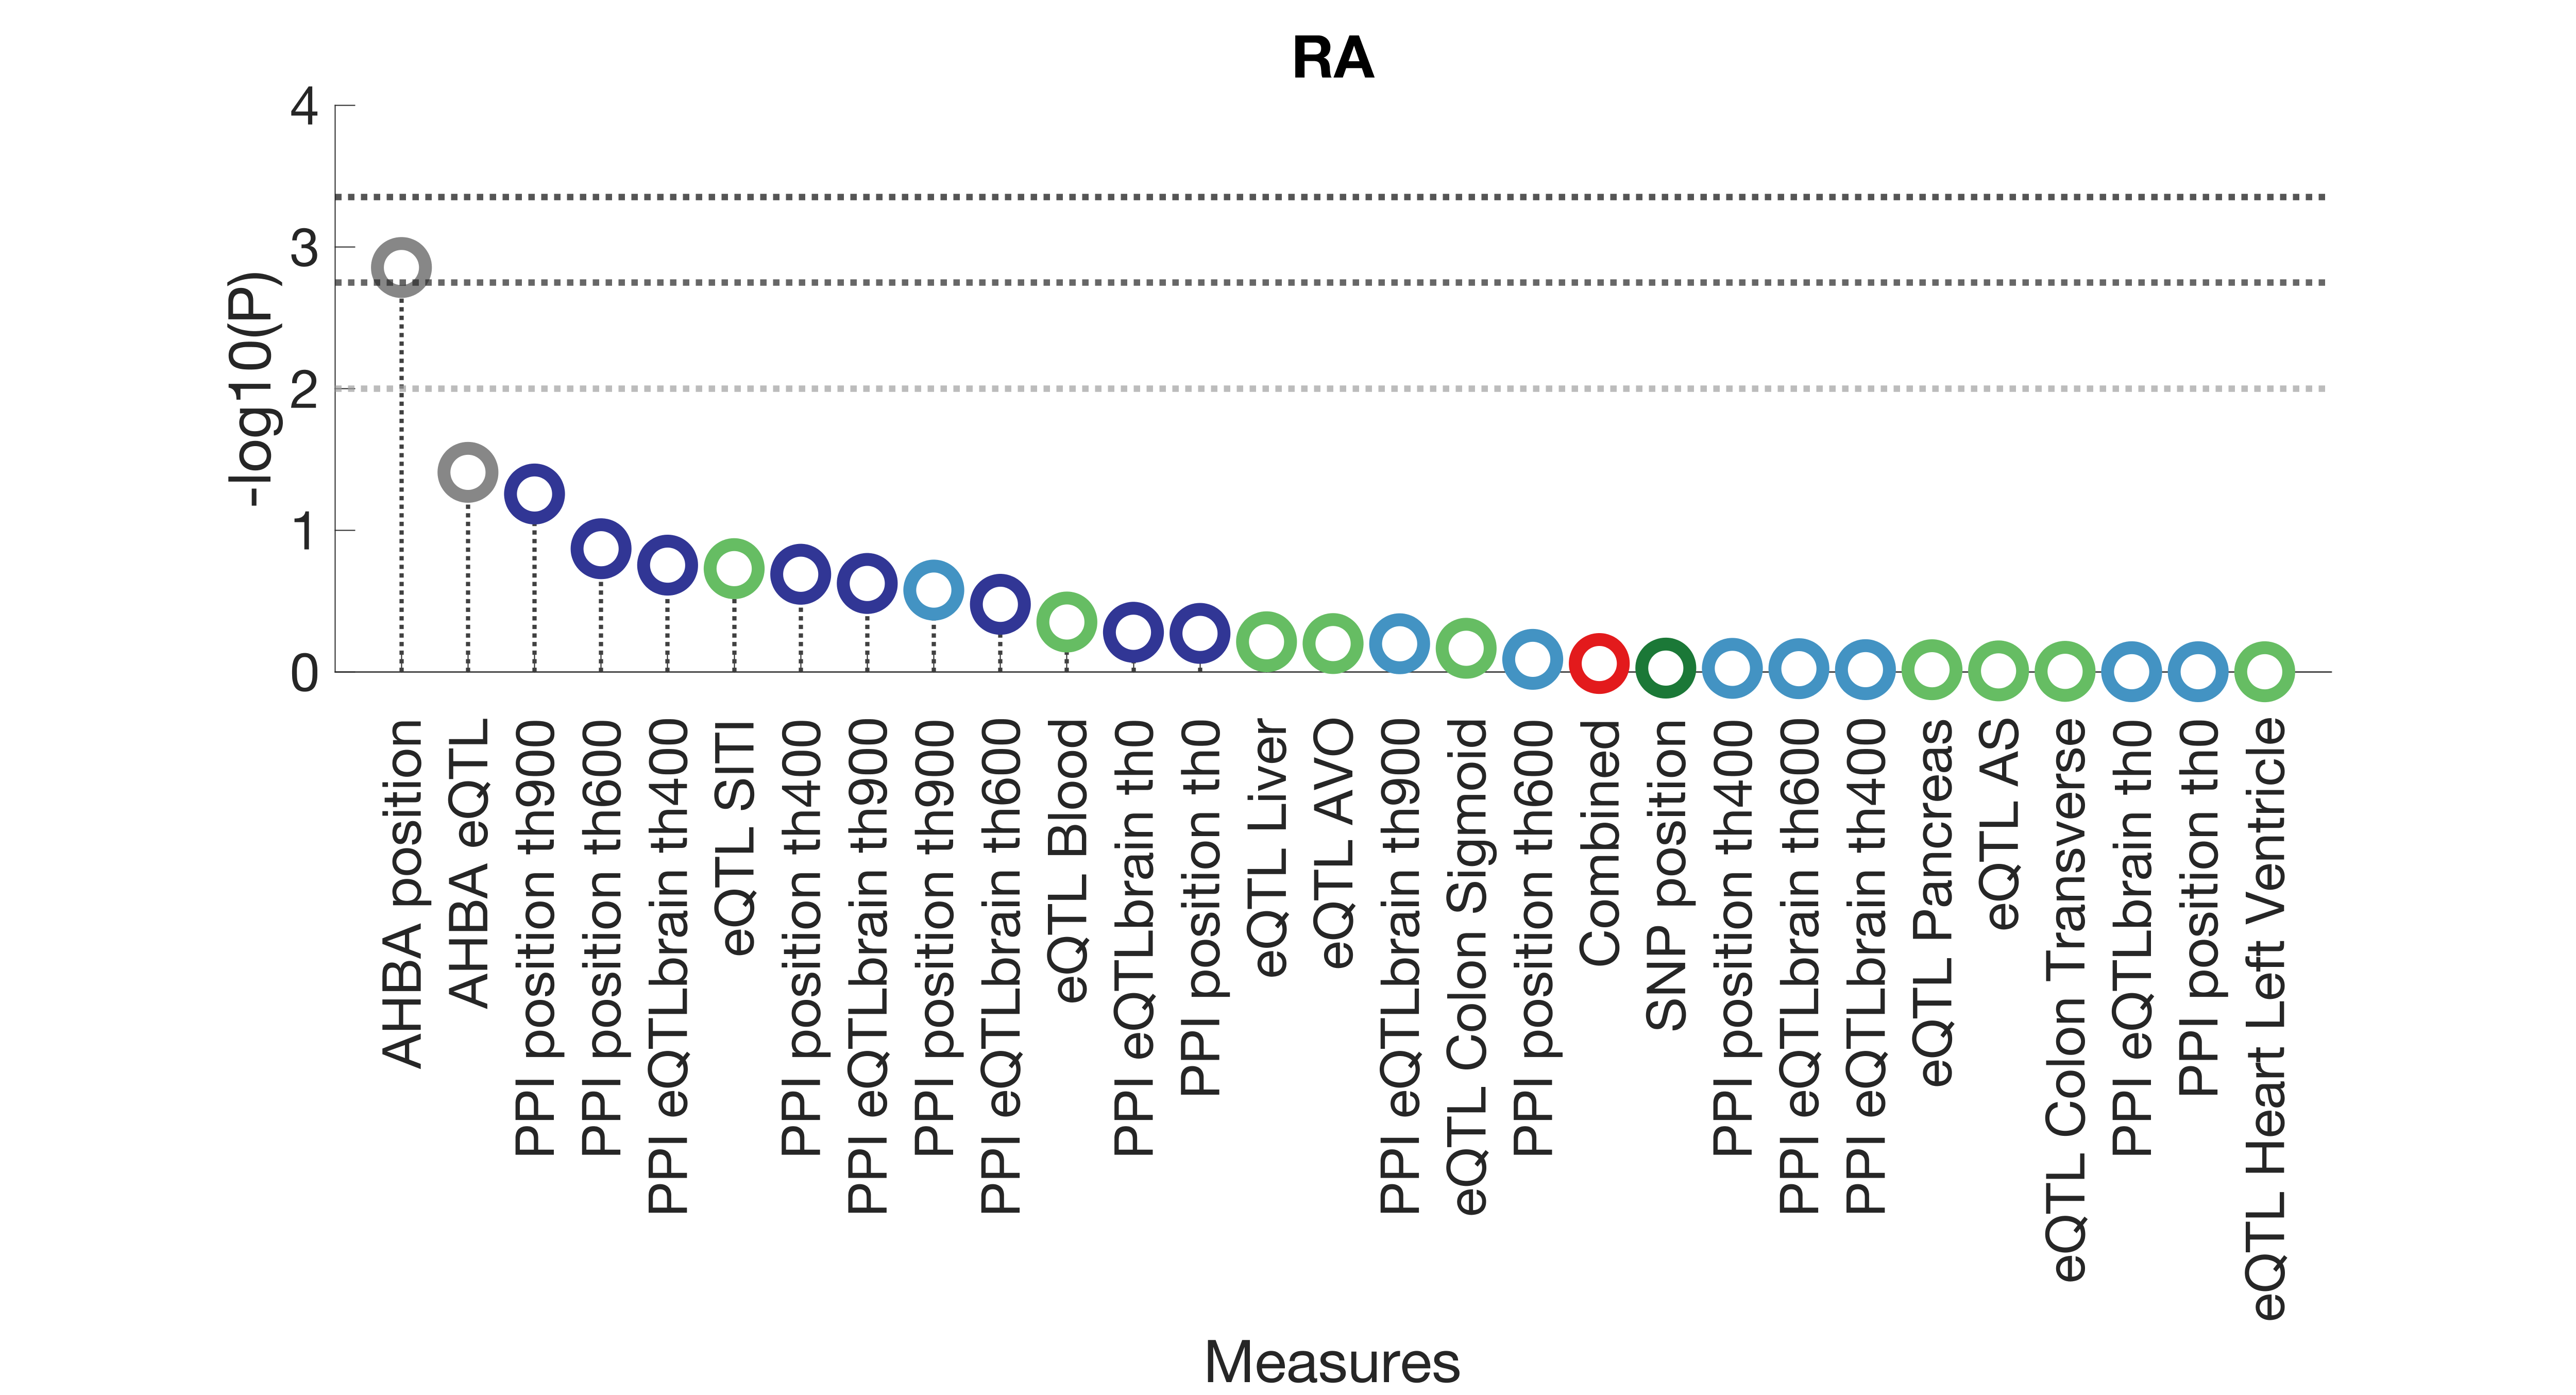 RA
4
3
2
1
0
-log10(P)
AHBA position
AHBA eQTL
PPI position th900
PPI position th600
PPI eQTLbrain th400
eQTL SITI
PPI position th400
PPI eQTLbrain th900
PPI position th900
PPI eQTLbrain th600
eQTL Blood
PPI eQTLbrain th0
PPI position th0
eQTL Liver
eQTL AVO
PPI eQTLbrain th900
eQTL Colon Sigmoid
PPI position th600
Combined
SNP position
PPI position th400
PPI eQTLbrain th600
PPI eQTLbrain th400
eQTL Pancreas
eQTL AS
eQTL Colon Transverse
PPI eQTLbrain th0
PPI position th0
eQTL Heart Left Ventricle
Measures